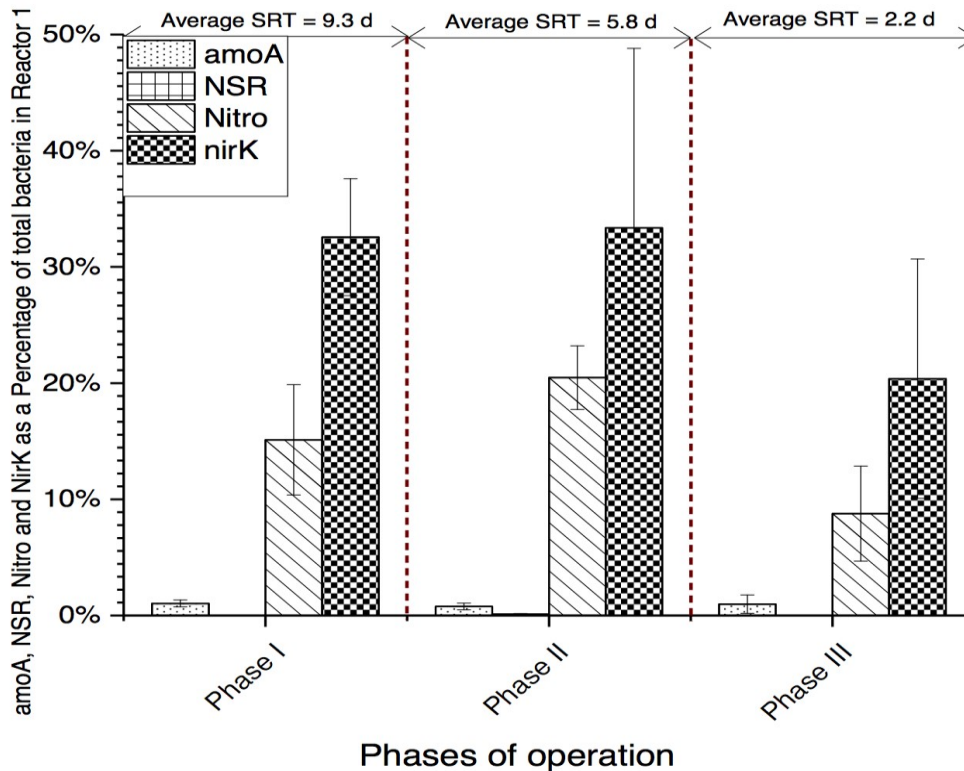 Average SRT = 9.3 d
Average SRT = 5.8 d
Average SRT = 2.2 d
amoA
NSR
Nitro
nirK
amoA, NSR, Nitro and NirK as a Percentage of total bacteria in Reactor 1
50%
40%
30%
20%
10%
0%
Phase I
Phase II
Phase III
Phases of operation